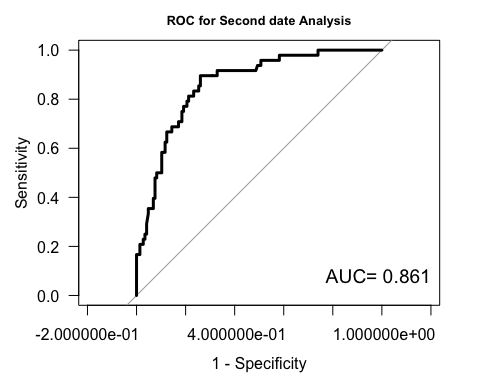 ROC for Second date Analysis
1.0
0.8
0.6
0.4
0.2
0.0
Sensitivity
AUC= 0.861
-2.000000e-01 4.000000e-01 1.000000e+00
1 - Specificity